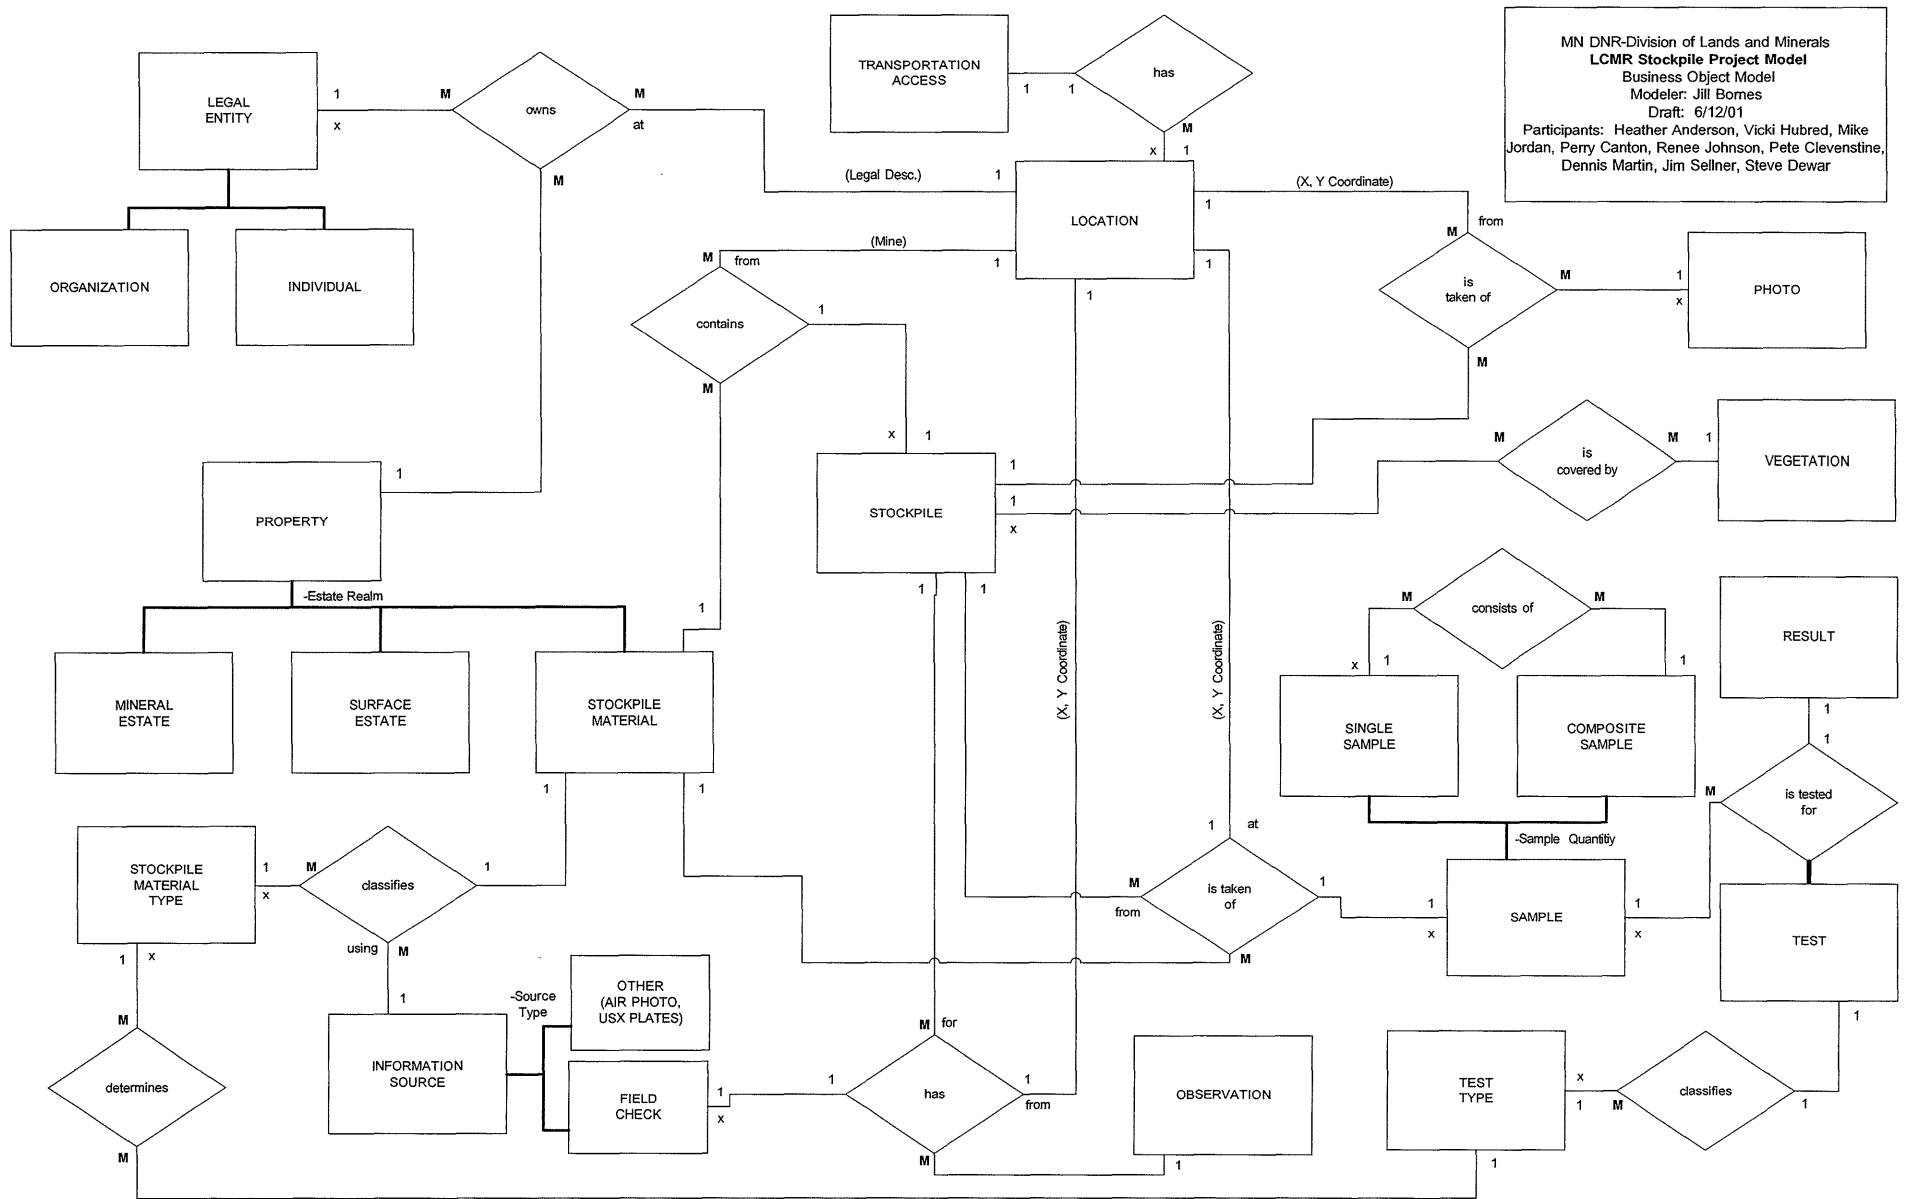 MN DNR-Division of Lands and Minerals
LCMR Stockpile Project Model
Business Object Model
Modeler: Jill Bornes
Draft: 6/12/01
Participants: Heather Anderson, Vicki Hubred, Mike
Jordan, Perry Canton, Renee Johnson, Pete Clevenstine,
Dennis Martin, Jim Sellner, Steve Dewar
TRANSPORTATION
ACCESS
1
1
has
M
x
1
LEGAL
ENTITY
1
x
M
owns
M
at
M
(Legal Desc.)
1
LOCATION
1
(X, Y Coordinate)
from
M
is
taken of
M
1
x
PHOTO
M
ORGANIZATION
INDIVIDUAL
(Mine)
1
1
1
M
from
contains
1
M
x
1
1
PROPERTY
-Estate Realm
STOCKPILE
1
1
x
1
1
M
is
covered by
M
1
VEGETATION
M
consists of
M
x
1
1
RESULT
1
1
MINERAL
ESTATE
SURFACE
ESTATE
1
STOCKPILE
MATERIAL
1
1
(X, Y Coordinate)
(X, Y Coordinate)
SINGLE
SAMPLE
COMPOSITE
SAMPLE
-Sample Quantitiy
M
is tested
for
STOCKPILE
MATERIAL
TYPE
1
x
M
classifies
1
using
M
1
1
at
M
from
is taken
of
1
M
1
x
SAMPLE
1
x
TEST
1
1
x
M
determines
M
INFORMATION
SOURCE
-Source
Type
OTHER
(AIR PHOTO,
USX PLATES)
FIELD
CHECK
1
x
M
for
1
has
1
from
M
OBSERVATION
1
TEST
TYPE
x
1
M
classifies
1
1